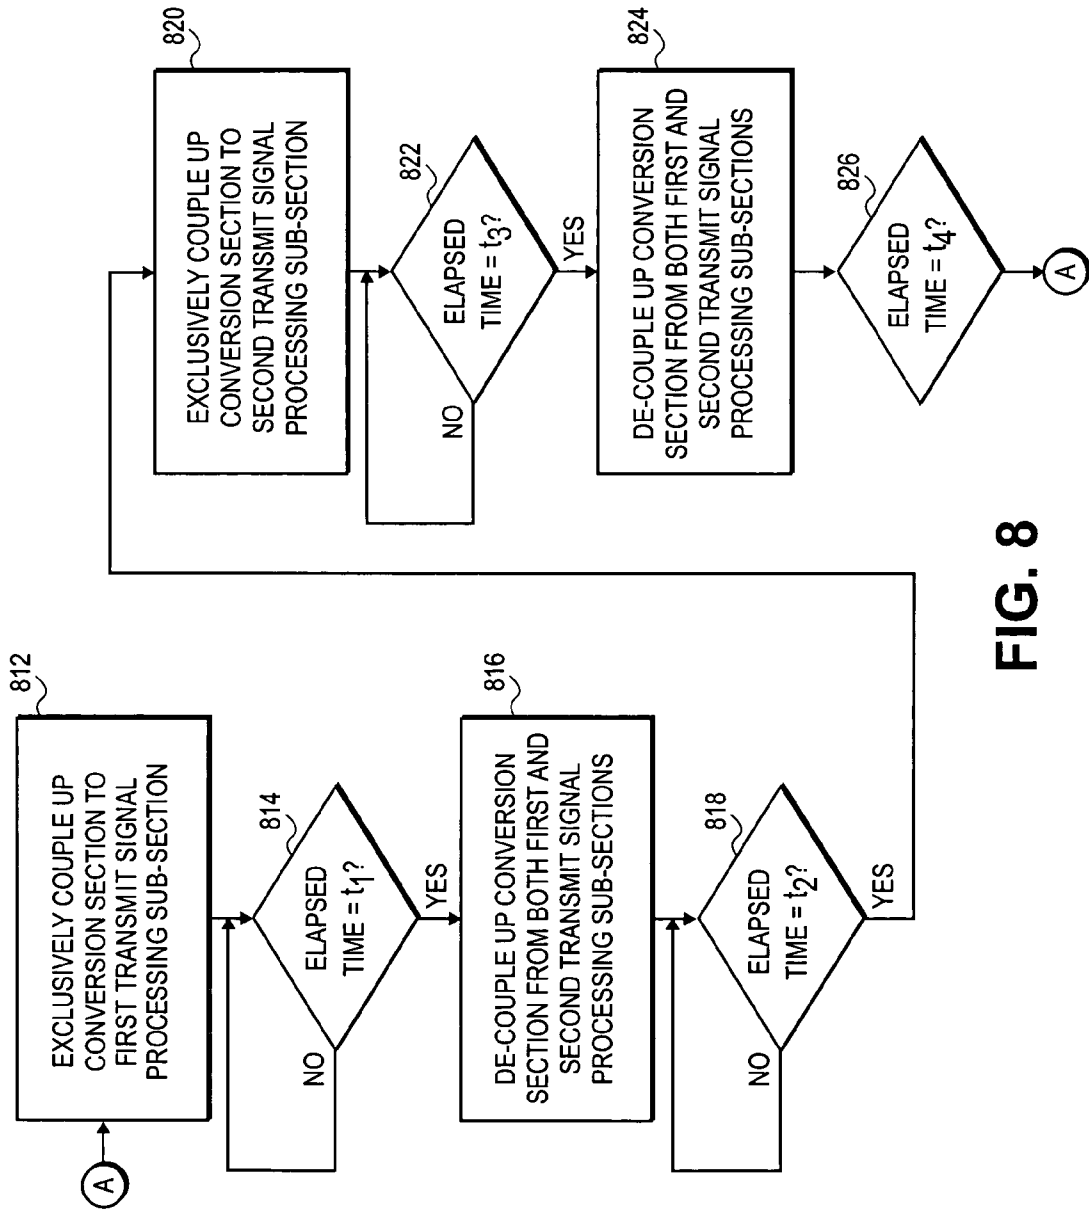 A
812
EXCLUSIVELY COUPLE UP
CONVERSION SECTION TO
FIRST TRANSMIT SIGNAL
PROCESSING SUB-SECTION
814
ELAPSED
TIME = t₁?
NO
YES
816
DE-COUPLE UP CONVERSION
SECTION FROM BOTH FIRST AND
SECOND TRANSMIT SIGNAL
PROCESSING SUB-SECTIONS
818
ELAPSED
TIME = t₂?
NO
YES
820
EXCLUSIVELY COUPLE UP
CONVERSION SECTION TO
SECOND TRANSMIT SIGNAL
PROCESSING SUB-SECTION
822
ELAPSED
TIME = t₃?
NO
YES
824
DE-COUPLE UP CONVERSION
SECTION FROM BOTH FIRST AND
SECOND TRANSMIT SIGNAL
PROCESSING SUB-SECTIONS
826
ELAPSED
TIME = t₄?
A
FIG. 8